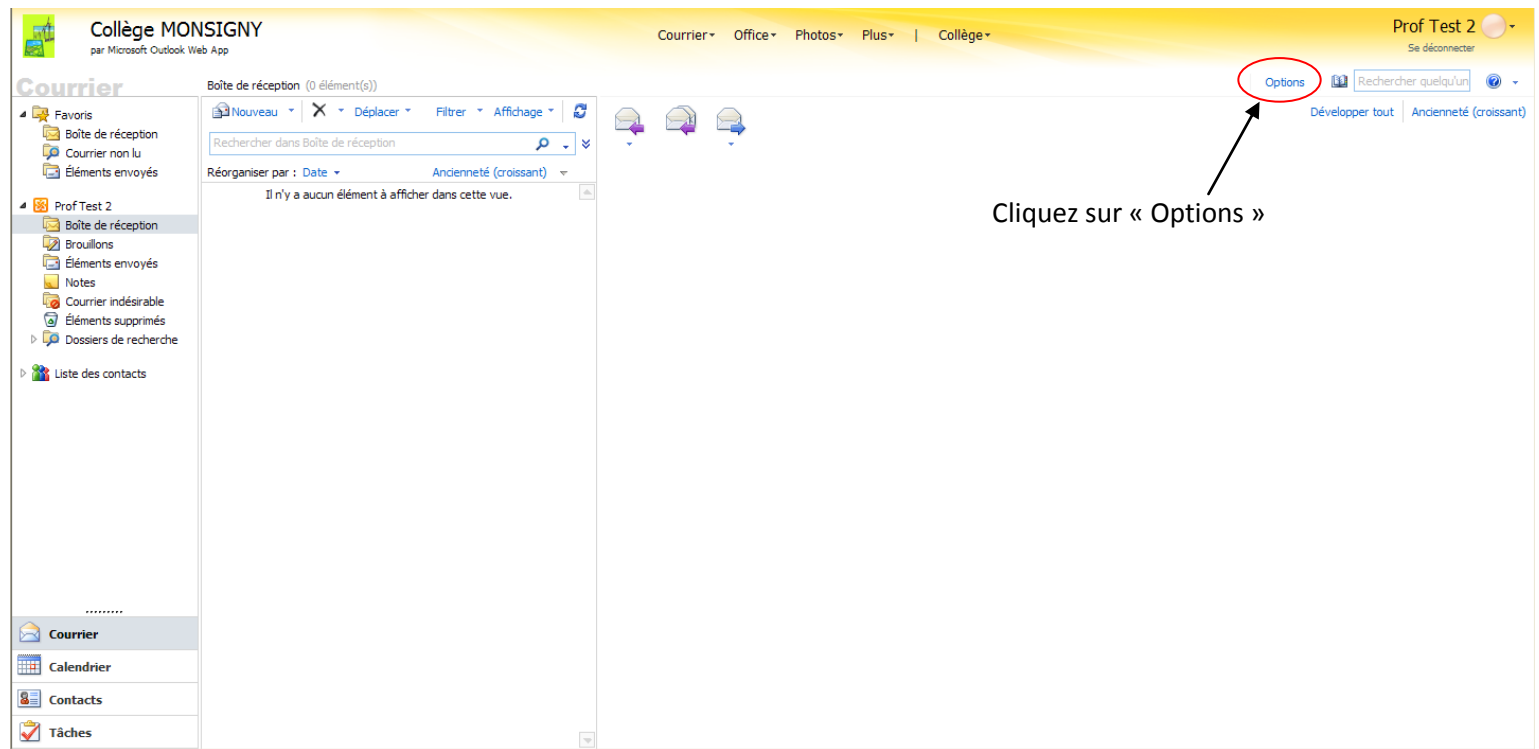 Collège MONSIGNY
par Microsoft Outlook Web App
Courrier Office Photos Plus | Collège
Prof Test 2
Se déconnecter
Courrier
Boîte de réception (0 élément(s))
Options
Rechercher quelqu'un
Favoris
Boîte de réception
Courrier non lu
Éléments envoyés
Prof Test 2
Boîte de réception
Brouillons
Éléments envoyés
Notes
Courrier indésirable
Éléments supprimés
Dossiers de recherche
Liste des contacts
Nouveau Déplacer Filtrer Affichage
Rechercher dans Boîte de réception
Réorganiser par : Date Ancienneté (croissant)
Il n'y a aucun élément à afficher dans cette vue.
Développer tout Ancienneté (croissant)
Cliquez sur « Options »
Courrier
Calendrier
Contacts
Tâches